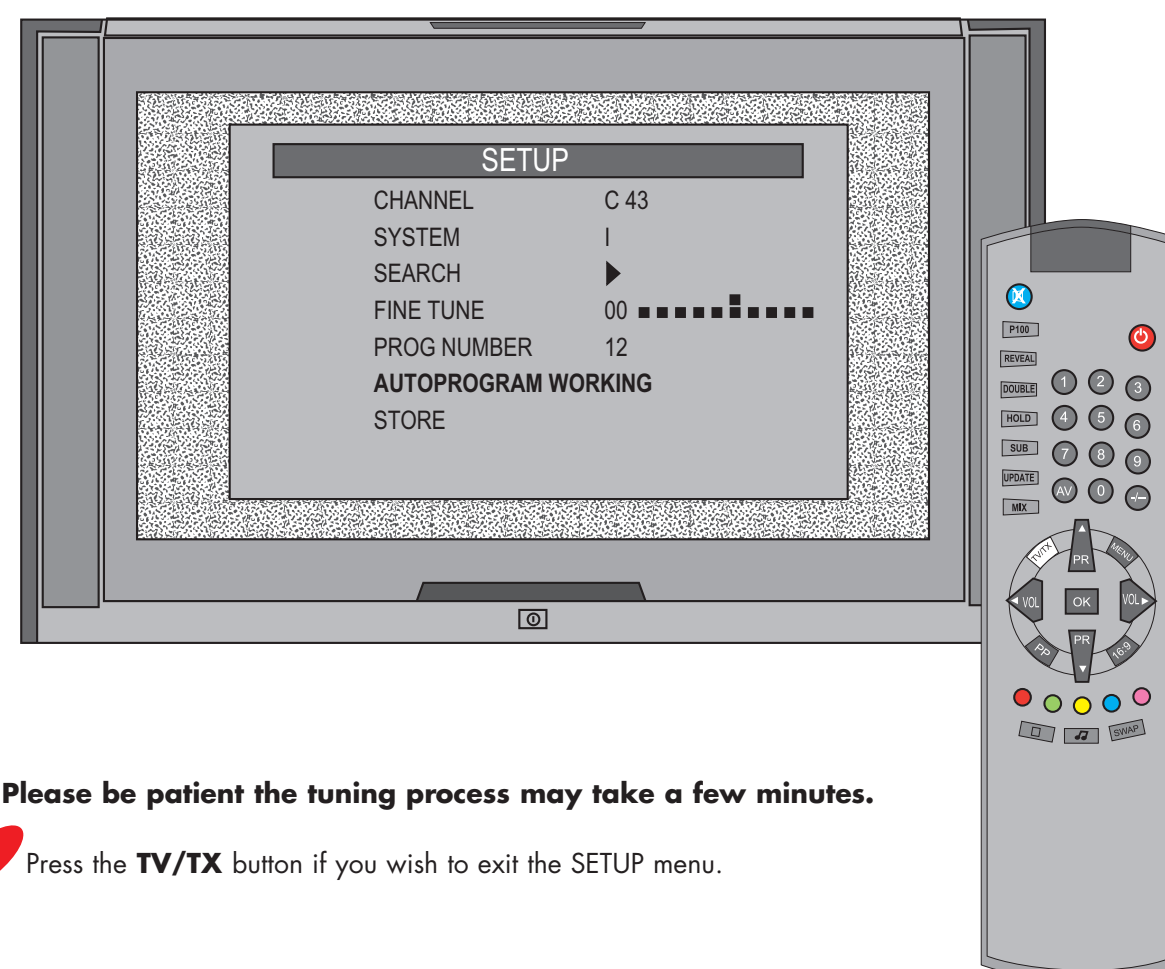 SETUP
CHANNEL C 43
SYSTEM I
SEARCH
FINE TUNE 00
PROG NUMBER 12
AUTOPROGRAM WORKING
STORE
P100
REVEAL
DOUBLE 1 2 3
HOLD 4 5 6
SUB 7 8 9
UPDATE AV 0 -/--
MIX
TV/TX PR MENU
VOL OK VOL
PP PR 16:9
SWAP
Please be patient the tuning process may take a few minutes.
Press the TV/TX button if you wish to exit the SETUP menu.